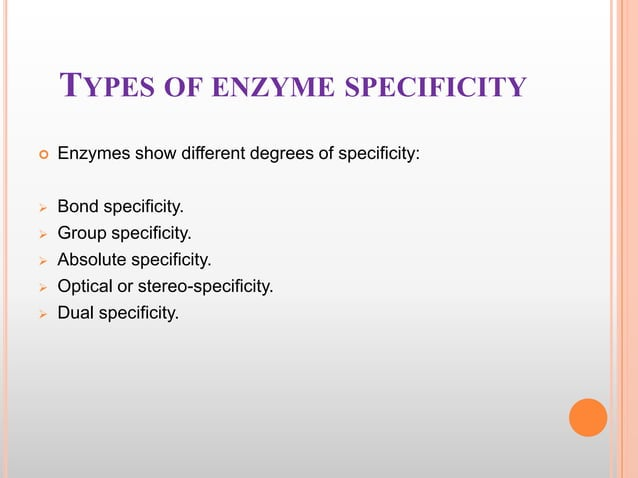 TYPES OF ENZYME SPECIFICITY
Enzymes show different degrees of specificity:
Bond specificity.
Group specificity.
Absolute specificity.
Optical or stereo-specificity.
Dual specificity.